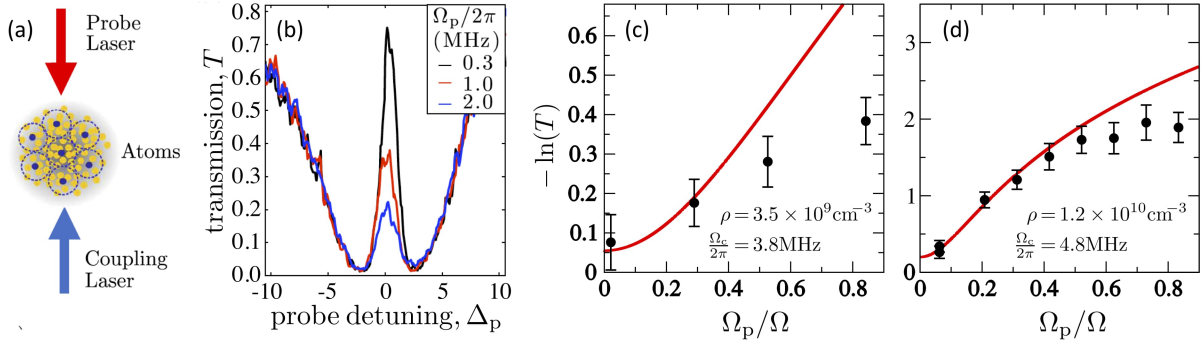 (a)
Probe
Laser
Atoms
Coupling
Laser
(b)
Ωp/2π
(MHz)
0.3
1.0
2.0
transmission, T
0.8
0.7
0.6
0.5
0.4
0.3
0.2
0.1
0.0
-10
-5
0
5
10
probe detuning, Δp
(c)
− ln(T)
0.6
0.5
0.4
0.3
0.2
0.1
0
0
0.2
0.4
0.6
0.8
ρ = 3.5 × 10⁹cm⁻³
Ωc/2π = 3.8MHz
Ωp/Ω
(d)
3
2
1
0
0
0.2
0.4
0.6
0.8
ρ = 1.2 × 10¹⁰cm⁻³
Ωc/2π = 4.8MHz
Ωp/Ω